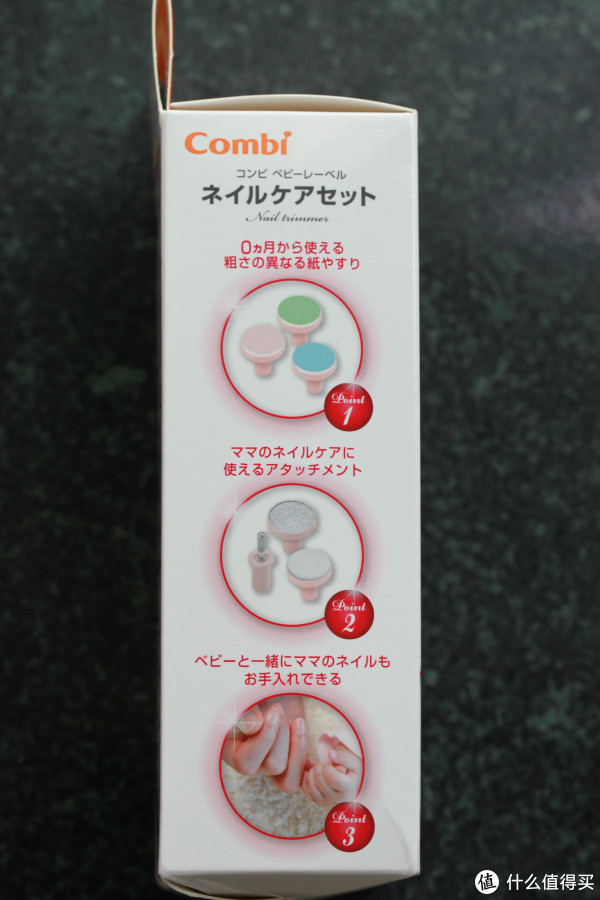 Combi
コンビ ベビーレーベル
ネイルケアセット
Nail trimmer
0ヵ月から使える
粗さの異なる紙やすり
Point
1
ママのネイルケアに
使えるアタッチメント
Point
2
ベビーと一緒にママのネイルも
お手入れできる
Point
3
值 什么值得买